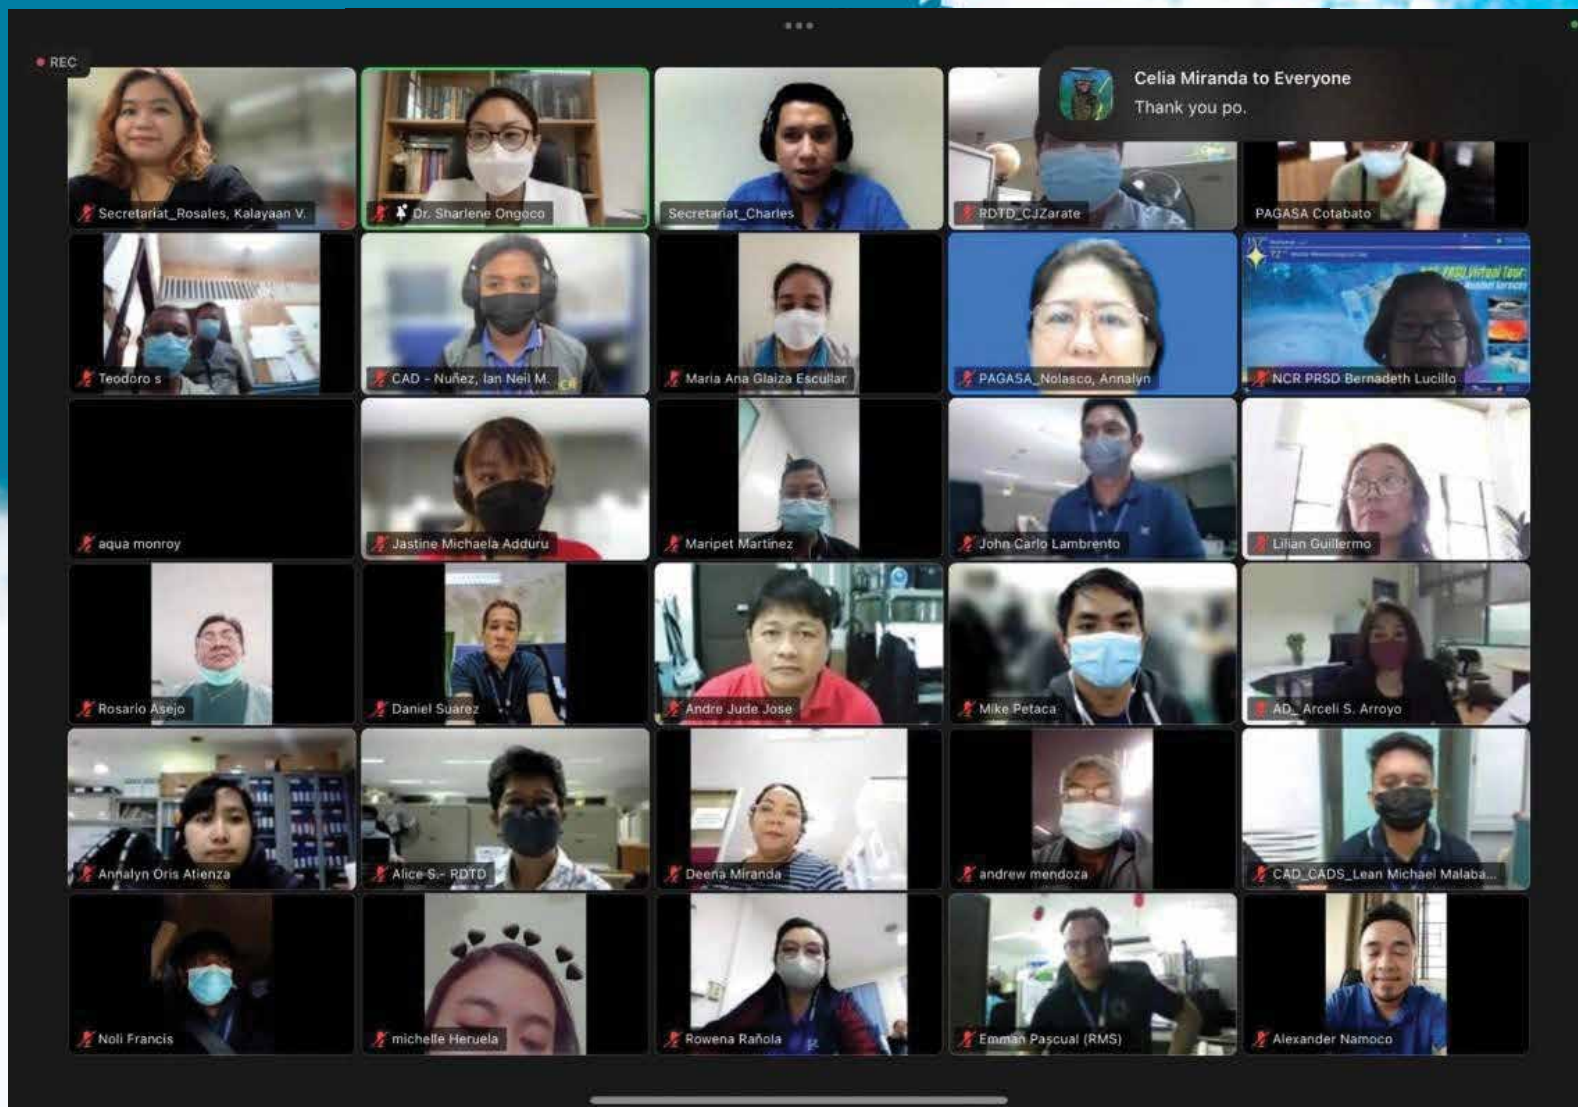 REC
Celia Miranda to Everyone
Thank you po.
Secretariat_Rosales, Kalayaan V.
Dr. Sharlene Ongoco
Secretariat_Charles
RDTD_CJZarate
PAGASA Cotabato
Teodoro s
CAD - Nuñez, Ian Neil M.
Maria Ana Glaiza Escullar
PAGASA_Nolasco, Annalyn
NCR PRSD Bernadeth Lucillo
aqua monroy
Jastine Michaela Adduru
Maripet Martinez
John Carlo Lambrento
Lilian Guillermo
Rosario Asejo
Daniel Suarez
Andre Jude Jose
Mike Petaca
AD_ Arceli S. Arroyo
Annalyn Oris Atienza
Alice S.- RDTD
Deena Miranda
andrew mendoza
CAD_CADS_Lean Michael Malaba...
Noli Francis
michelle Heruela
Rowena Rañola
Emman Pascual (RMS)
Alexander Namoco